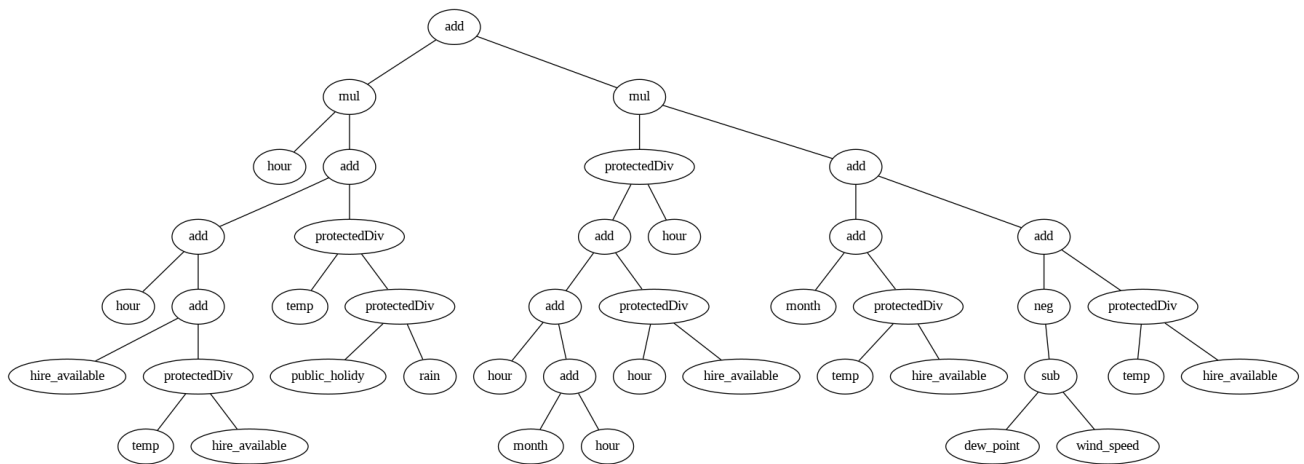 add
mul mul
hour add protectedDiv add
add protectedDiv add hour add add
hour add temp protectedDiv add protectedDiv month protectedDiv neg protectedDiv
hire_available protectedDiv public_holidy rain hour add hour hire_available temp hire_available sub temp hire_available
temp hire_available month hour dew_point wind_speed